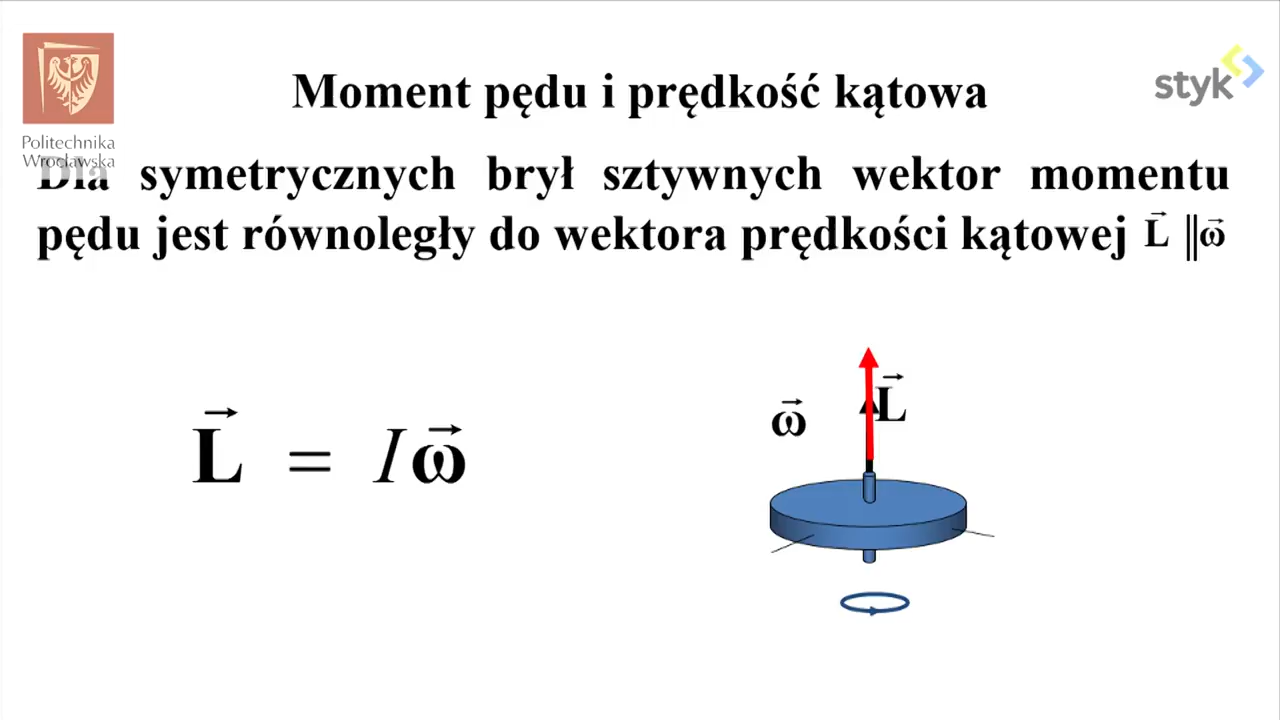 Moment pędu i prędkość kątowa
styk
Politechnika
Wrocławska
Dla symetrycznych brył sztywnych wektor momentu
pędu jest równoległy do wektora prędkości kątowej L⃗ ∥ω⃗
L⃗ = Iω⃗
ω⃗
L⃗